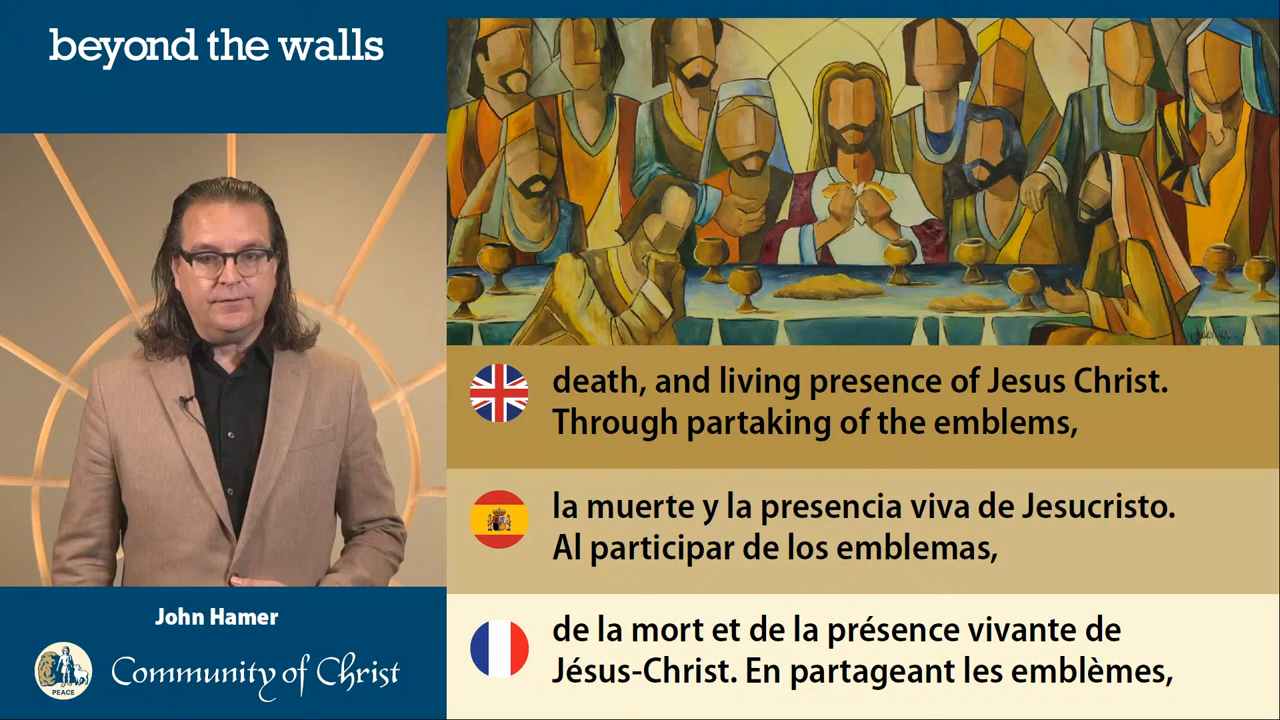 beyond the walls
death, and living presence of Jesus Christ.
Through partaking of the emblems,
la muerte y la presencia viva de Jesucristo.
Al participar de los emblemas,
de la mort et de la présence vivante de
Jésus-Christ. En partageant les emblèmes,
John Hamer
PEACE
Community of Christ